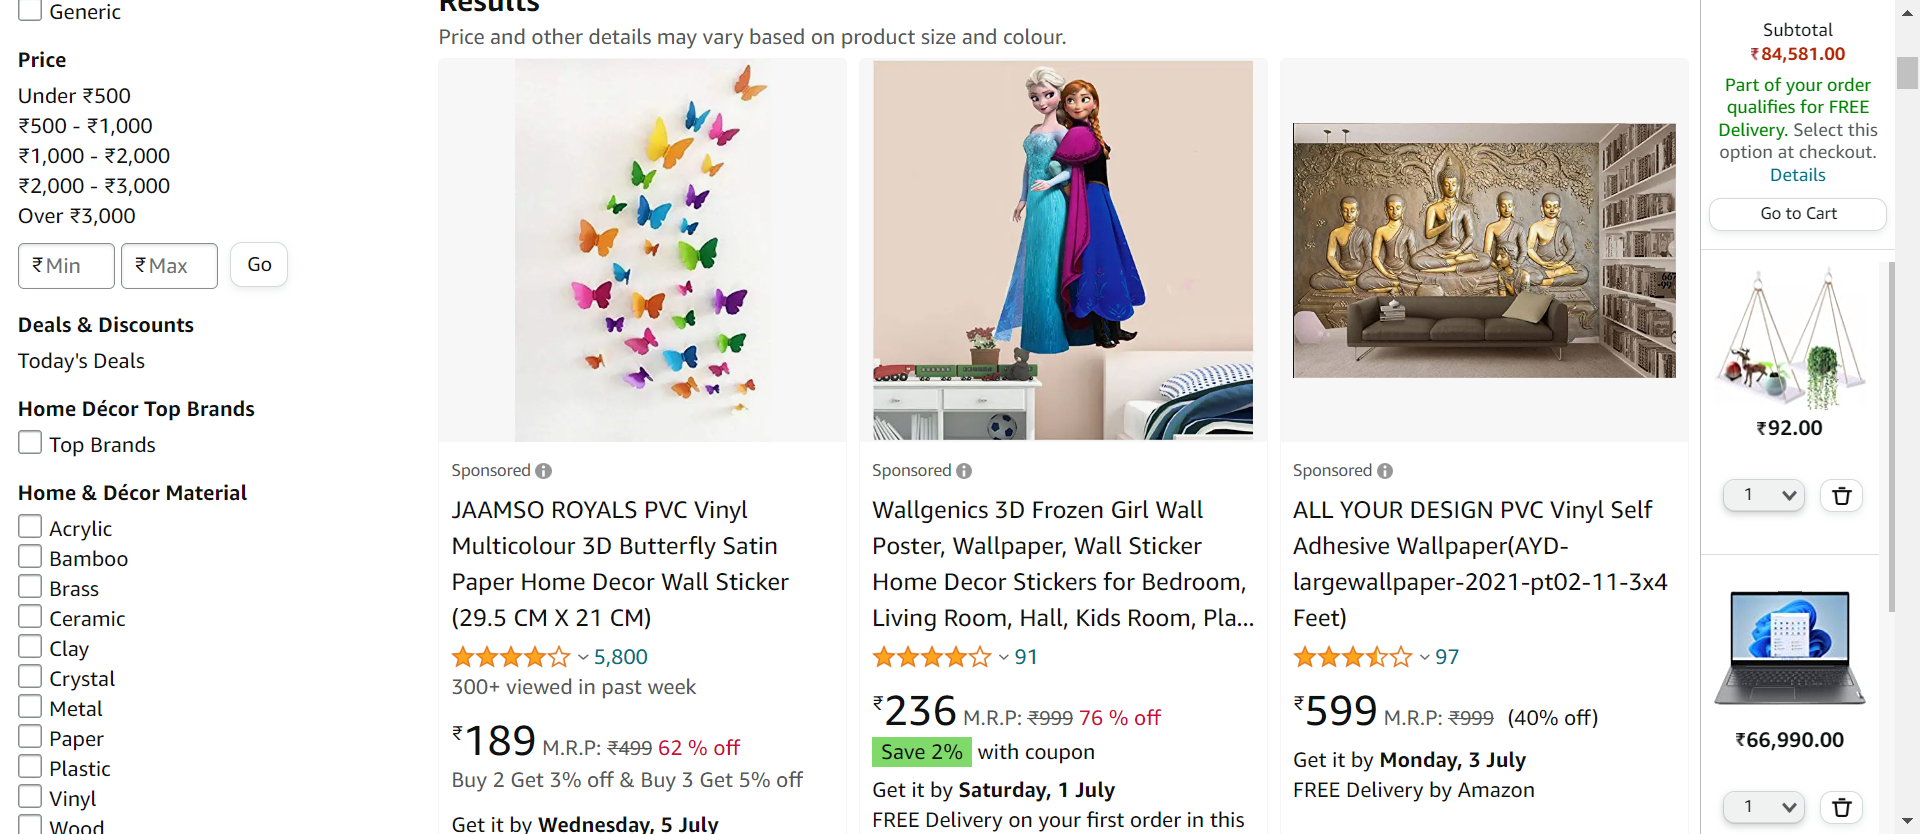 Generic
Price
Under ₹500
₹500 - ₹1,000
₹1,000 - ₹2,000
₹2,000 - ₹3,000
Over ₹3,000
₹ Min ₹ Max Go
Deals & Discounts
Today's Deals
Home Décor Top Brands
Top Brands
Home & Décor Material
Acrylic
Bamboo
Brass
Ceramic
Clay
Crystal
Metal
Paper
Plastic
Vinyl
Wood
Results
Price and other details may vary based on product size and colour.
Sponsored
JAAMSO ROYALS PVC Vinyl
Multicolour 3D Butterfly Satin
Paper Home Decor Wall Sticker
(29.5 CM X 21 CM)
5,800
300+ viewed in past week
₹189 M.R.P: ₹499 62 % off
Buy 2 Get 3% off & Buy 3 Get 5% off
Get it by Wednesday, 5 July
Sponsored
Wallgenics 3D Frozen Girl Wall
Poster, Wallpaper, Wall Sticker
Home Decor Stickers for Bedroom,
Living Room, Hall, Kids Room, Pla...
91
₹236 M.R.P: ₹999 76 % off
Save 2% with coupon
Get it by Saturday, 1 July
FREE Delivery on your first order in this
Sponsored
ALL YOUR DESIGN PVC Vinyl Self
Adhesive Wallpaper(AYD-
largewallpaper-2021-pt02-11-3x4
Feet)
97
₹599 M.R.P: ₹999 (40% off)
Get it by Monday, 3 July
FREE Delivery by Amazon
Subtotal
₹84,581.00
Part of your order
qualifies for FREE
Delivery. Select this
option at checkout.
Details
Go to Cart
₹92.00
1
₹66,990.00
1